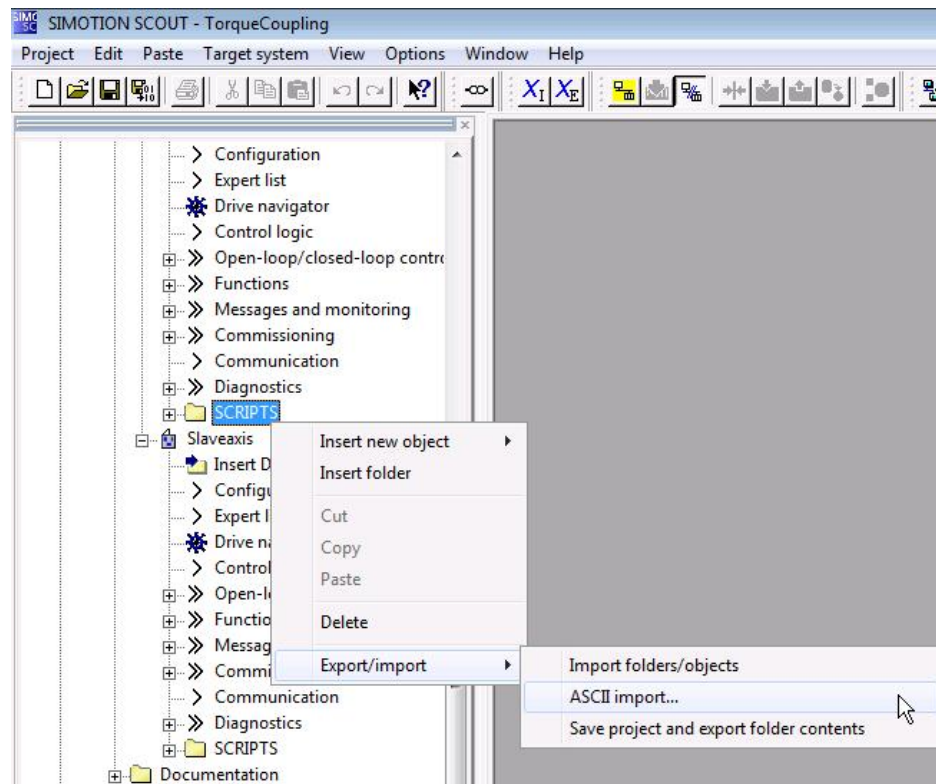 SIMOTION SCOUT - TorqueCoupling
Project Edit Paste Target system View Options Window Help
Configuration
Expert list
Drive navigator
Control logic
Open-loop/closed-loop contro
Functions
Messages and monitoring
Commissioning
Communication
Diagnostics
SCRIPTS
Slaveaxis
Insert D
Configu
Expert l
Drive na
Control
Open-l
Functio
Messag
Commi
Communication
Diagnostics
SCRIPTS
Documentation
Insert new object
Insert folder
Cut
Copy
Paste
Delete
Export/import
Import folders/objects
ASCII import...
Save project and export folder contents